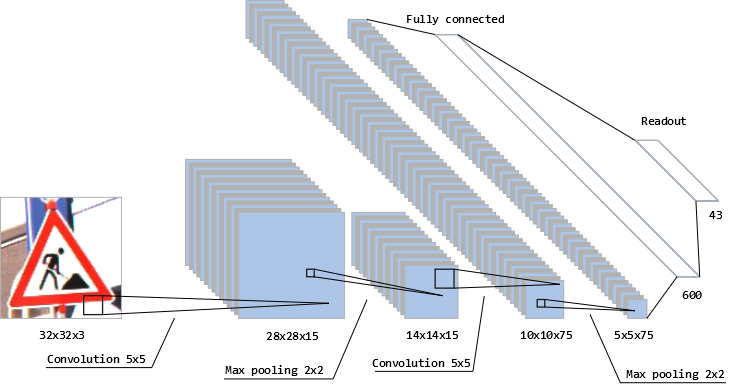 Fully connected
Readout
43
600
32x32x3
28x28x15
14x14x15
10x10x75
5x5x75
Convolution 5x5
Max pooling 2x2
Convolution 5x5
Max pooling 2x2